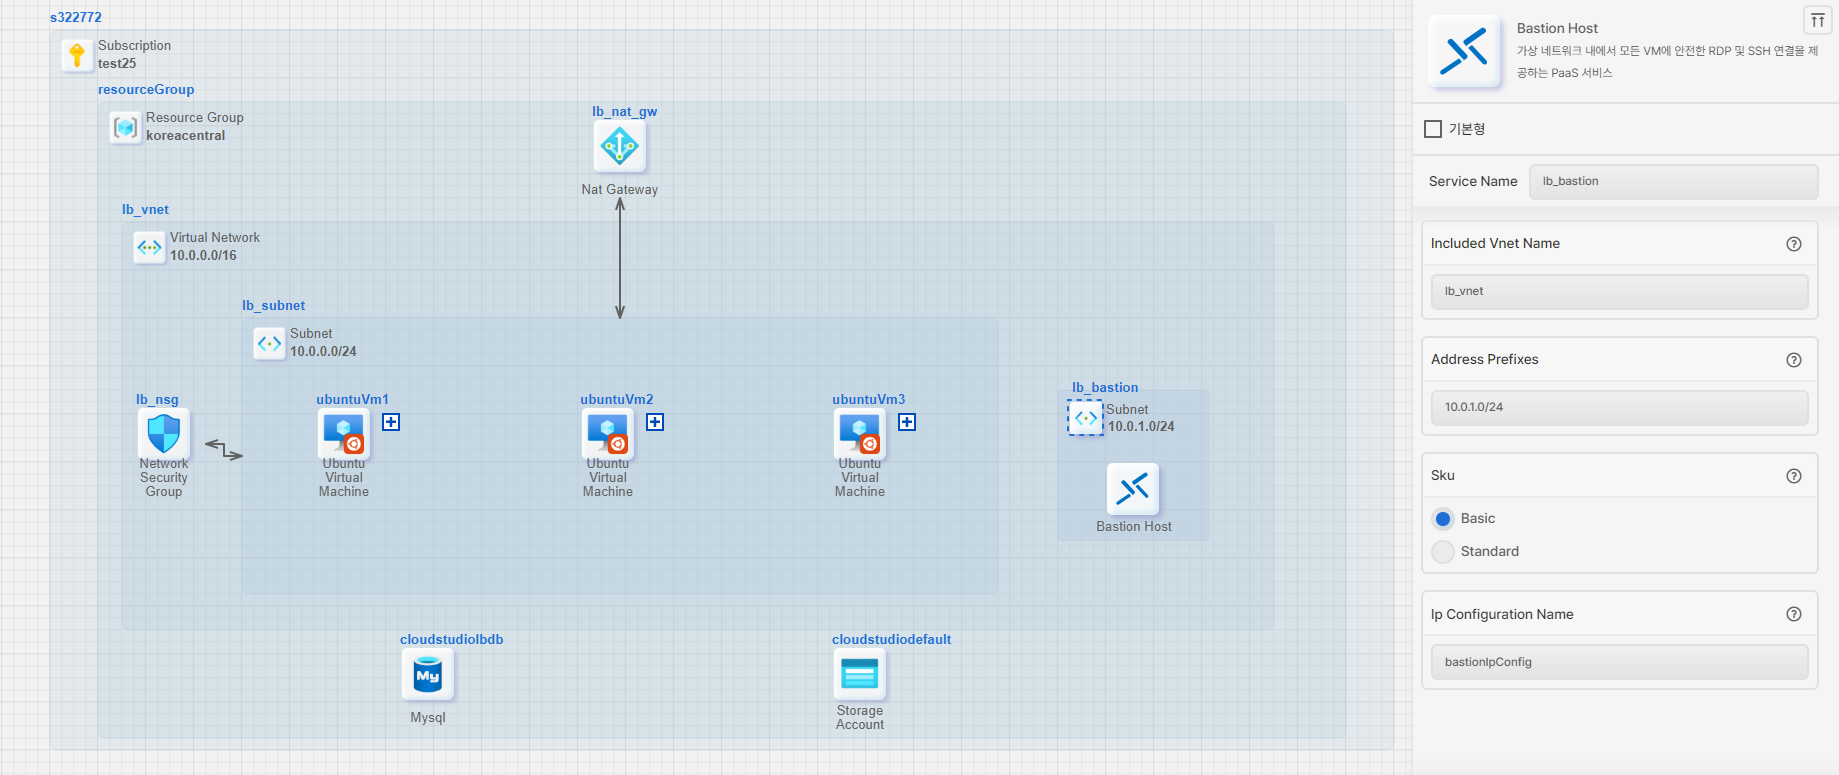 s322772
Subscription
test25
resourceGroup
Resource Group
koreacentral
lb_nat_gw
Nat Gateway
lb_vnet
Virtual Network
10.0.0.0/16
lb_subnet
Subnet
10.0.0.0/24
lb_nsg
Network
Security
Group
ubuntuVm1
Ubuntu
Virtual
Machine
ubuntuVm2
Ubuntu
Virtual
Machine
ubuntuVm3
Ubuntu
Virtual
Machine
lb_bastion
Subnet
10.0.1.0/24
Bastion Host
cloudstudiolbdb
My
Mysql
cloudstudiodefault
Storage
Account
Bastion Host
가상 네트워크 내에서 모든 VM에 안전한 RDP 및 SSH 연결을 제
공하는 PaaS 서비스
기본형
Service Name
lb_bastion
Included Vnet Name
lb_vnet
Address Prefixes
10.0.1.0/24
Sku
Basic
Standard
Ip Configuration Name
bastionIpConfig